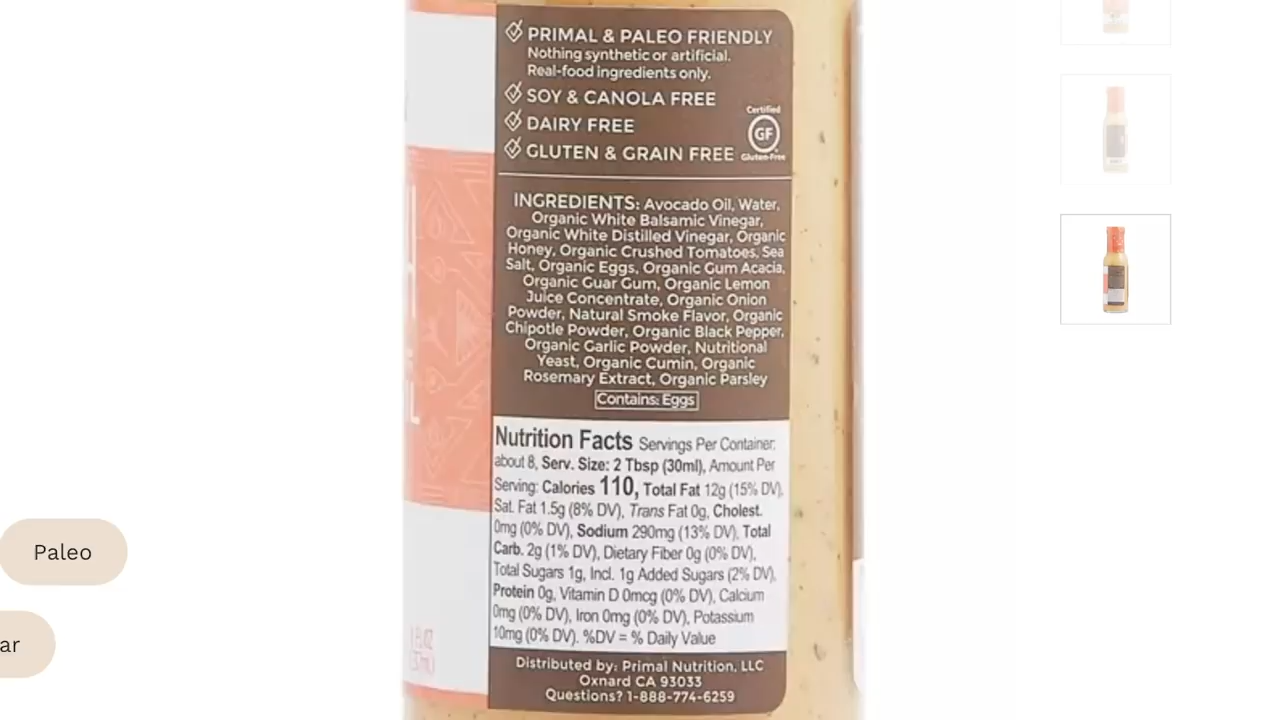 PRIMAL & PALEO FRIENDLY
Nothing synthetic or artificial.
Real-food ingredients only.
SOY & CANOLA FREE
DAIRY FREE
GLUTEN & GRAIN FREE
Certified
GF
Gluten-Free
INGREDIENTS: Avocado Oil, Water,
Organic White Balsamic Vinegar,
Organic White Distilled Vinegar, Organic
Honey, Organic Crushed Tomatoes, Sea
Salt, Organic Eggs, Organic Gum Acacia,
Organic Guar Gum, Organic Lemon
Juice Concentrate, Organic Onion
Powder, Natural Smoke Flavor, Organic
Chipotle Powder, Organic Black Pepper,
Organic Garlic Powder, Nutritional
Yeast, Organic Cumin, Organic
Rosemary Extract, Organic Parsley
Contains: Eggs
Nutrition Facts Servings Per Container:
about 8, Serv. Size: 2 Tbsp (30ml), Amount Per
Serving: Calories 110, Total Fat 12g (15% DV),
Sat. Fat 1.5g (8% DV), Trans Fat 0g, Cholest.
0mg (0% DV), Sodium 290mg (13% DV), Total
Carb. 2g (1% DV), Dietary Fiber 0g (0% DV),
Total Sugars 1g, Incl. 1g Added Sugars (2% DV),
Protein 0g, Vitamin D 0mcg (0% DV), Calcium
0mg (0% DV), Iron 0mg (0% DV), Potassium
10mg (0% DV). %DV = % Daily Value
Distributed by: Primal Nutrition, LLC
Oxnard CA 93033
Questions? 1-888-774-6259
Paleo
ar